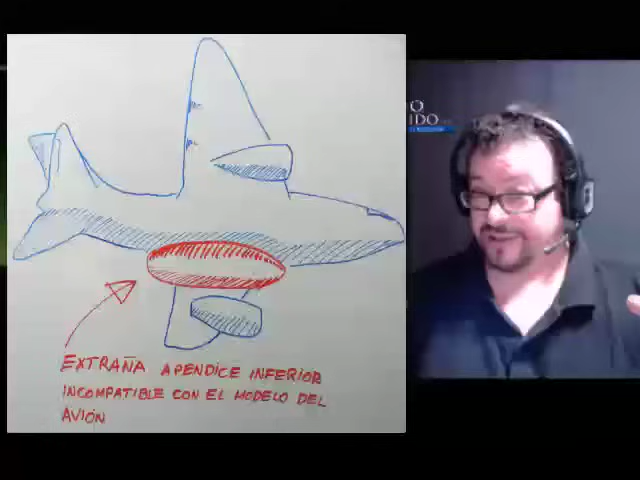 EXTRAÑA APENDICE INFERIOR
INCOMPATIBLE CON EL MODELO DEL
AVIÓN